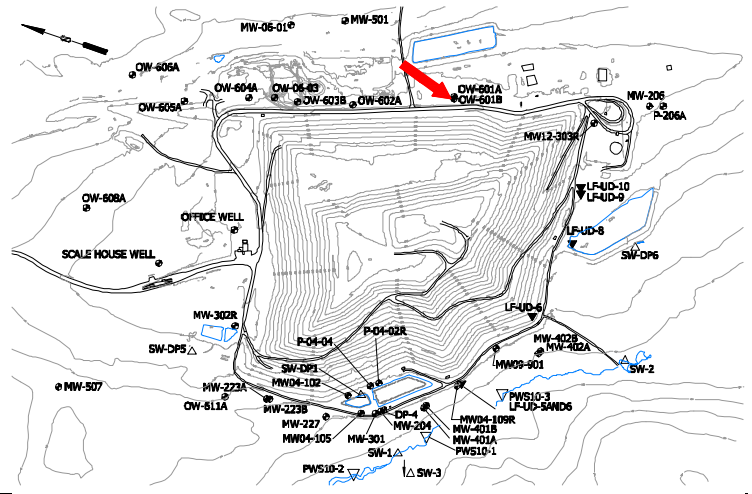 MW-501
MW-06-01
OW-606A
OW-604A
OW-06-03
OW-601A
OW-601B
MW-206
OW-605A
OW-603B
OW-602A
P-206A
MW12-303R
LF-UD-10
LF-UD-9
OW-608A
OFFICE WELL
LF-UD-8
SCALE HOUSE WELL
SW-DP6
LF-UD-6
MW-302R
P-04-02R
P-04-04
MW-402B
MW-402A
SW-DP5
SW-DP1
MW09-901
SW-2
MW-507
MW-223A
MW04-102
PWS10-3
OW-611A
MW-223B
LF-UD-5AND6
DP-4
MW04-109R
MW-227
MW-204
MW-401B
MW04-105
MW-301
MW-401A
SW-1
PWS10-1
PWS10-2
SW-3